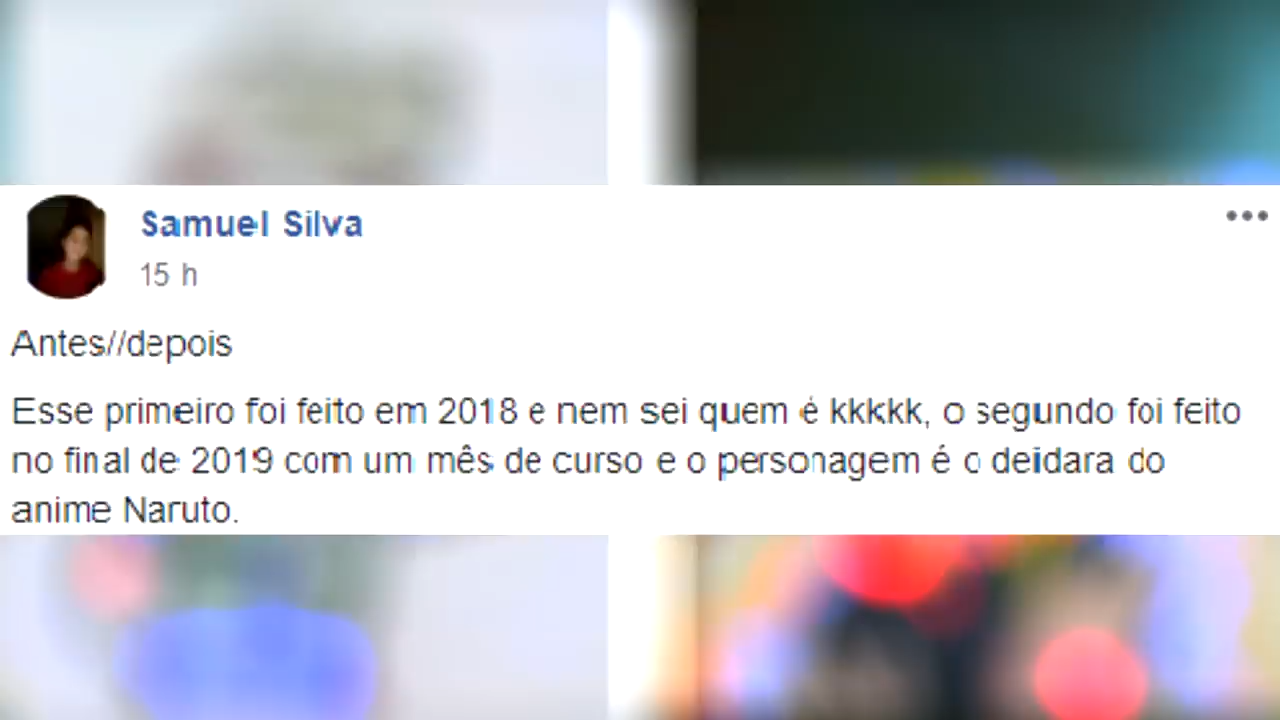 Samuel Silva
15 h
Antes//depois
Esse primeiro foi feito em 2018 e nem sei quem é kkkkk, o segundo foi feito
no final de 2019 com um mês de curso e o personagem é o deidara do
anime Naruto.